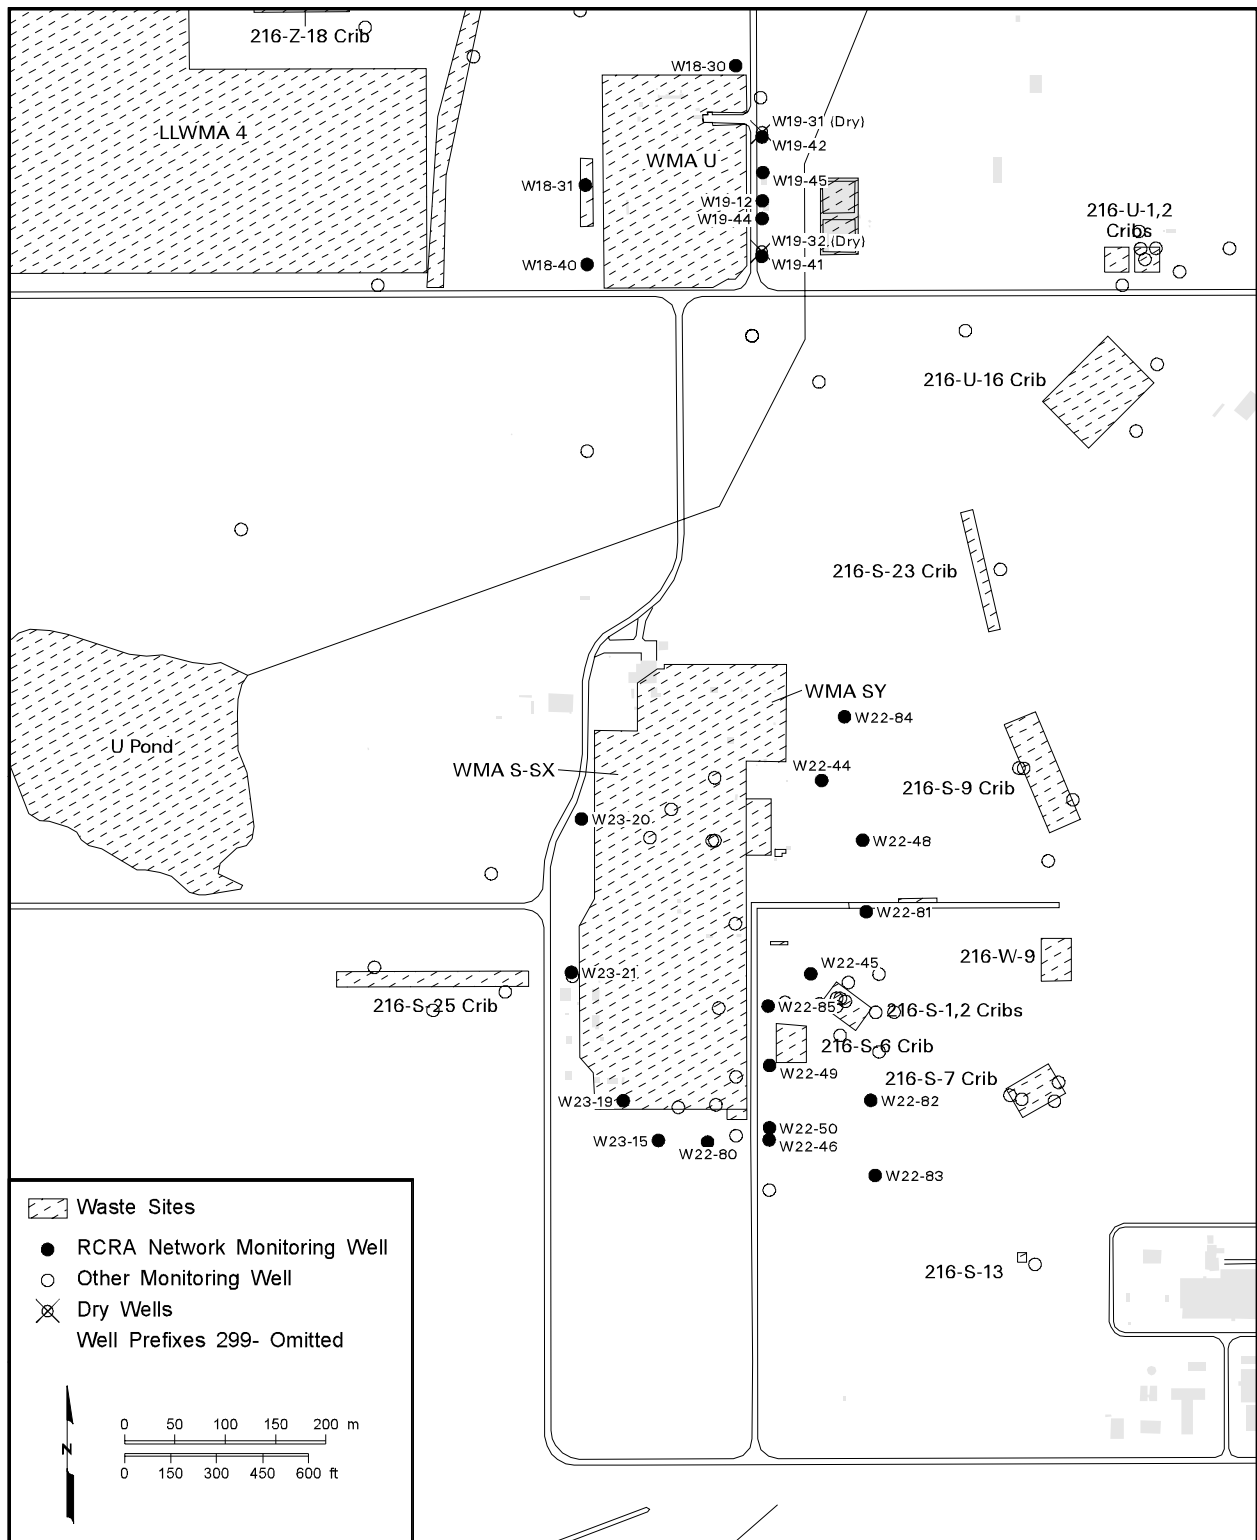 216-Z-18 Crib
W18-30
LLWMA 4
W19-31 (Dry)
W19-42
WMA U
W18-31
W19-45
W19-12
W19-44
216-U-1,2
Cribs
W19-32 (Dry)
W18-40
W19-41
216-U-16 Crib
216-S-23 Crib
WMA SY
W22-84
U Pond
WMA S-SX
W22-44
216-S-9 Crib
W23-20
W22-48
W22-81
216-W-9
W22-45
W23-21
216-S-25 Crib
W22-85
216-S-1,2 Cribs
216-S-6 Crib
W22-49
216-S-7 Crib
W23-19
W22-82
W22-50
W23-15
W22-46
W22-80
W22-83
216-S-13
Waste Sites
RCRA Network Monitoring Well
Other Monitoring Well
Dry Wells
Well Prefixes 299- Omitted
N
0 50 100 150 200 m
0 150 300 450 600 ft